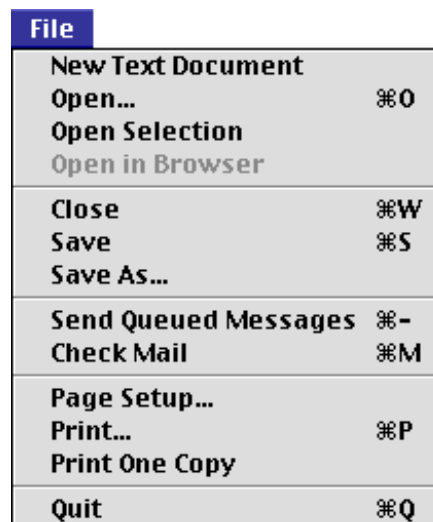 File
New Text Document
Open... ⌘O
Open Selection
Open in Browser
Close ⌘W
Save ⌘S
Save As...
Send Queued Messages ⌘-
Check Mail ⌘M
Page Setup...
Print... ⌘P
Print One Copy
Quit ⌘Q